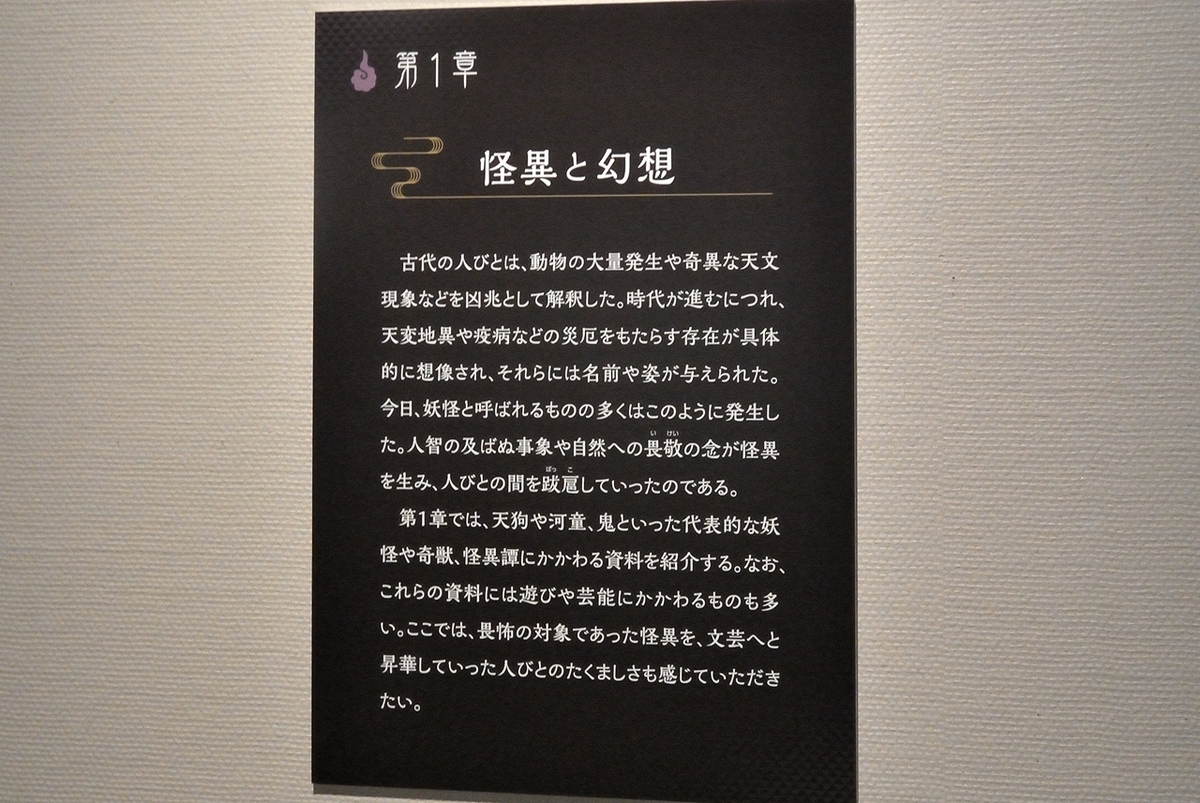 第1章
怪異と幻想
古代の人びとは、動物の大量発生や奇異な天文
現象などを凶兆として解釈した。時代が進むにつれ、
天変地異や疫病などの災厄をもたらす存在が具体
的に想像され、それらには名前や姿が与えられた。
今日、妖怪と呼ばれるものの多くはこのように発生し
た。人智の及ばぬ事象や自然への畏敬の念が怪異
を生み、人びとの間を跋扈していったのである。
第1章では、天狗や河童、鬼といった代表的な妖
怪や奇獣、怪異譚にかかわる資料を紹介する。なお、
これらの資料には遊びや芸能にかかわるものも多
い。ここでは、畏怖の対象であった怪異を、文芸へと
昇華していった人びとのたくましさも感じていただき
たい。